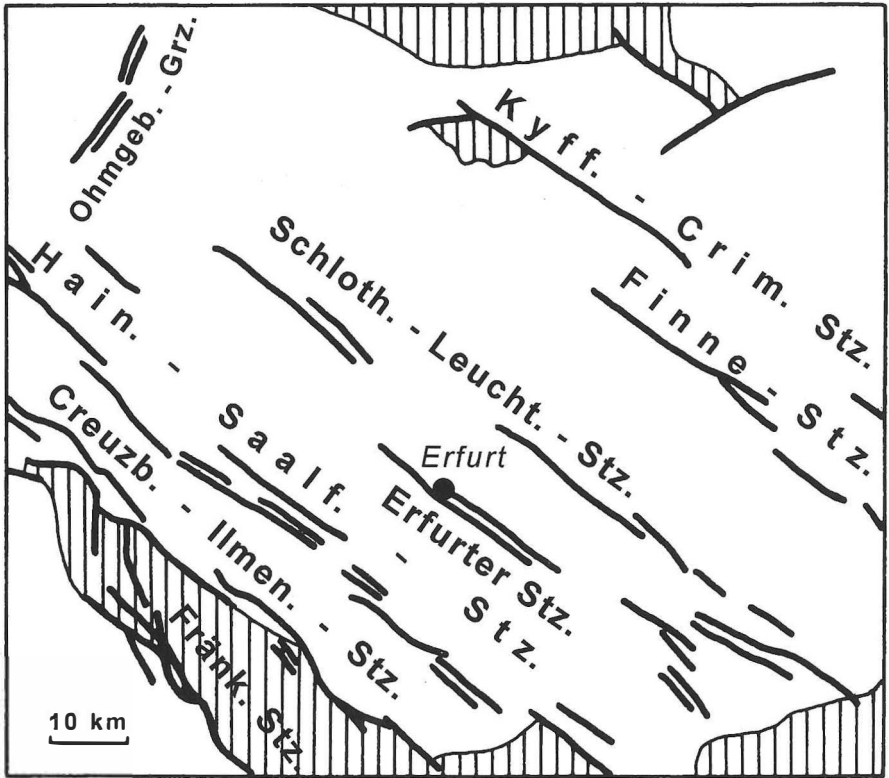 Ohmgeb. - Grz.
Kyff. - Crim. Stz.
Finne - Stz.
Schloth. - Leucht. - Stz.
Hain. - Saalf. - Stz.
Erfurt
Erfurter Stz.
Creuzb. - Ilmen. - Stz.
Fränk. Stz.
10 km